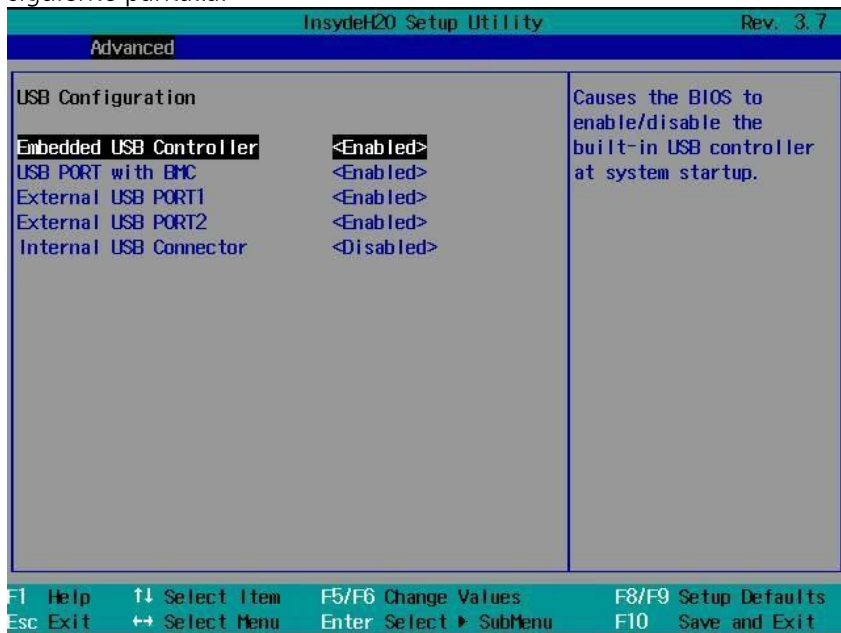 InsydeH2O Setup Utility Rev. 3.7
Advanced
USB Configuration
Embedded USB Controller <Enabled>
USB PORT with BMC <Enabled>
External USB PORT1 <Enabled>
External USB PORT2 <Enabled>
Internal USB Connector <Disabled>
Causes the BIOS to
enable/disable the
built-in USB controller
at system startup.
F1 Help ↑↓ Select Item F5/F6 Change Values F8/F9 Setup Defaults
Esc Exit ↔ Select Menu Enter Select ▶ SubMenu F10 Save and Exit